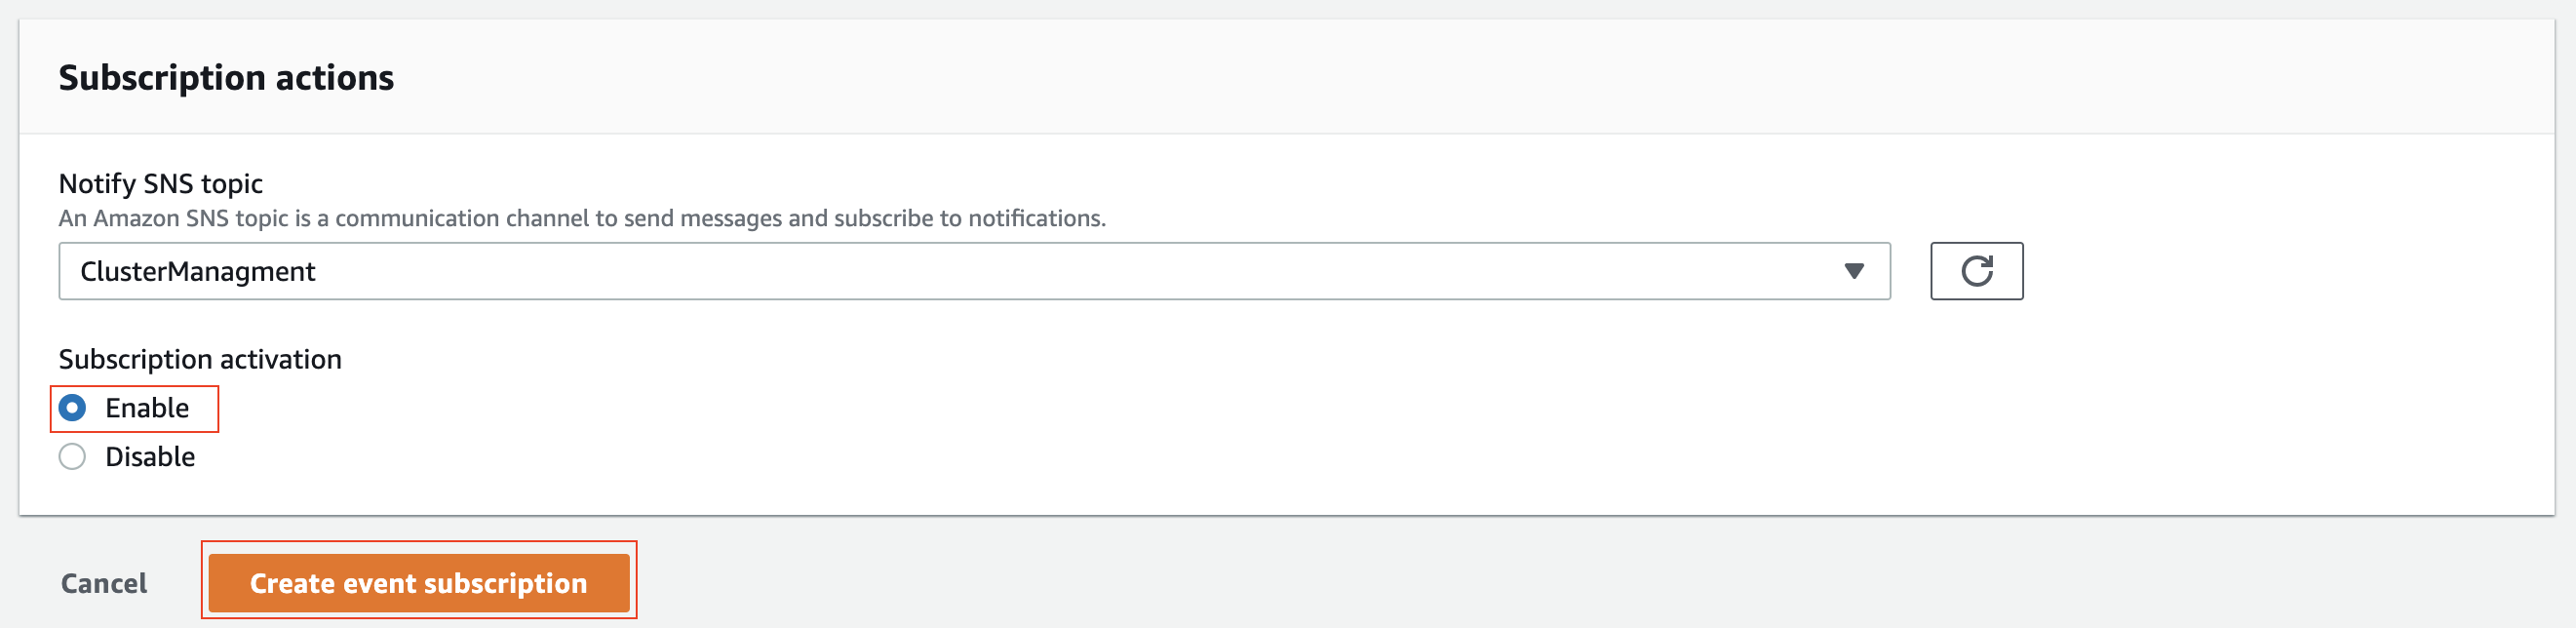 Subscription actions
Notify SNS topic
An Amazon SNS topic is a communication channel to send messages and subscribe to notifications.
ClusterManagment
Subscription activation
Enable
Disable
Cancel
Create event subscription